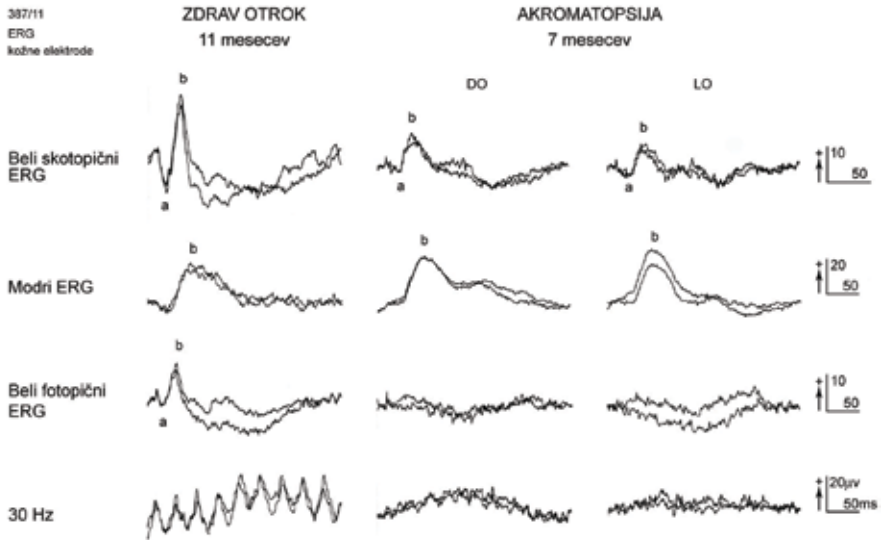 387/11
ERG
kožne elektrode
ZDRAV OTROK
11 mesecev
AKROMATOPSIJA
7 mesecev
DO
LO
Beli skotopični
ERG
b
a
b
a
b
a
+
10
50
Modri ERG
b
b
b
+
20
50
Beli fotopični
ERG
b
a
+
10
50
30 Hz
+
20µv
50ms